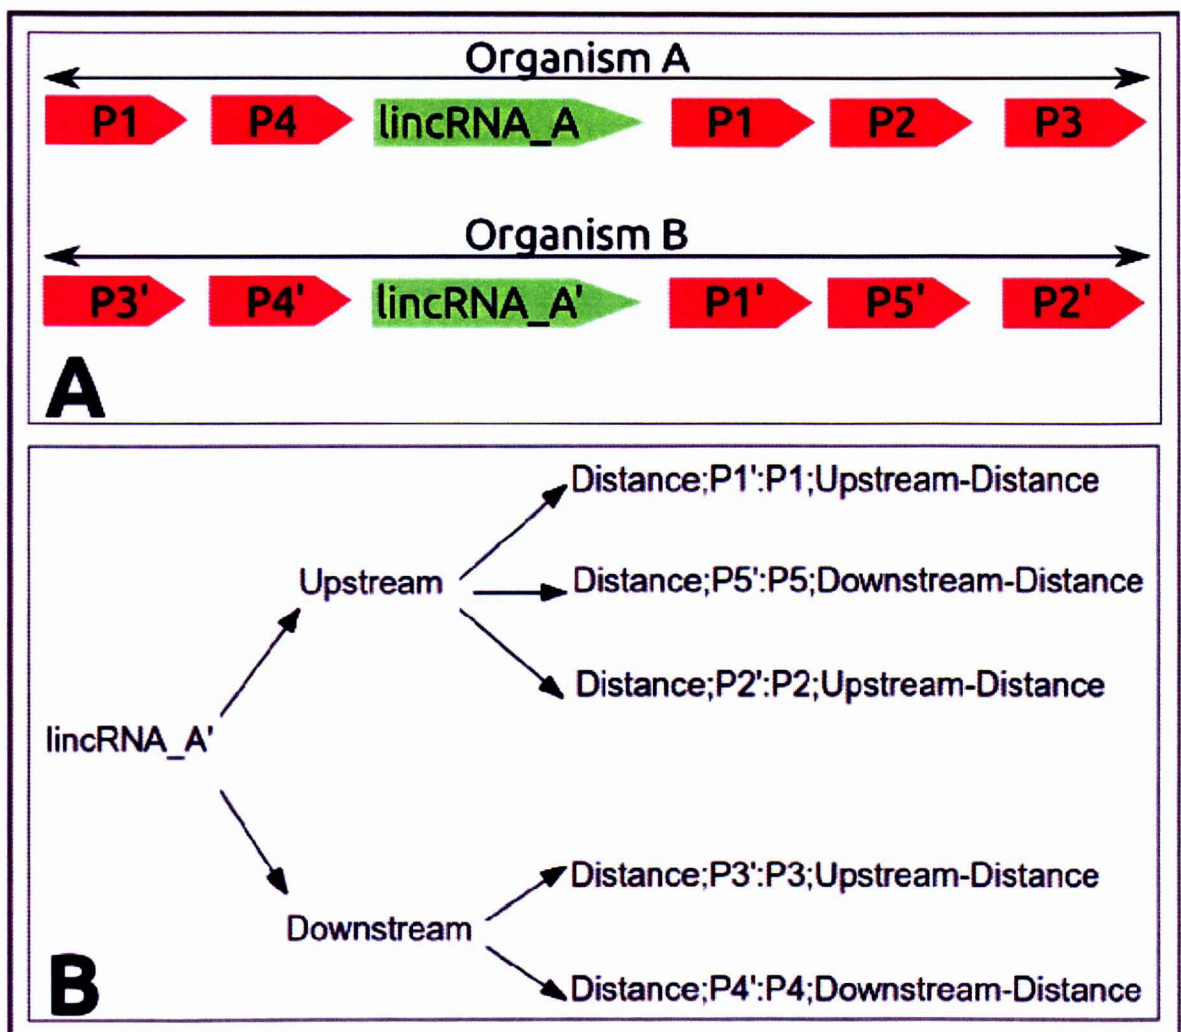 Organism A
P1 P4 lincRNA_A P1 P2 P3
Organism B
P3' P4' lincRNA_A' P1' P5' P2'
A
Distance;P1':P1;Upstream-Distance
Upstream
Distance;P5':P5;Downstream-Distance
Distance;P2':P2;Upstream-Distance
lincRNA_A'
Distance;P3':P3;Upstream-Distance
Downstream
Distance;P4':P4;Downstream-Distance
B